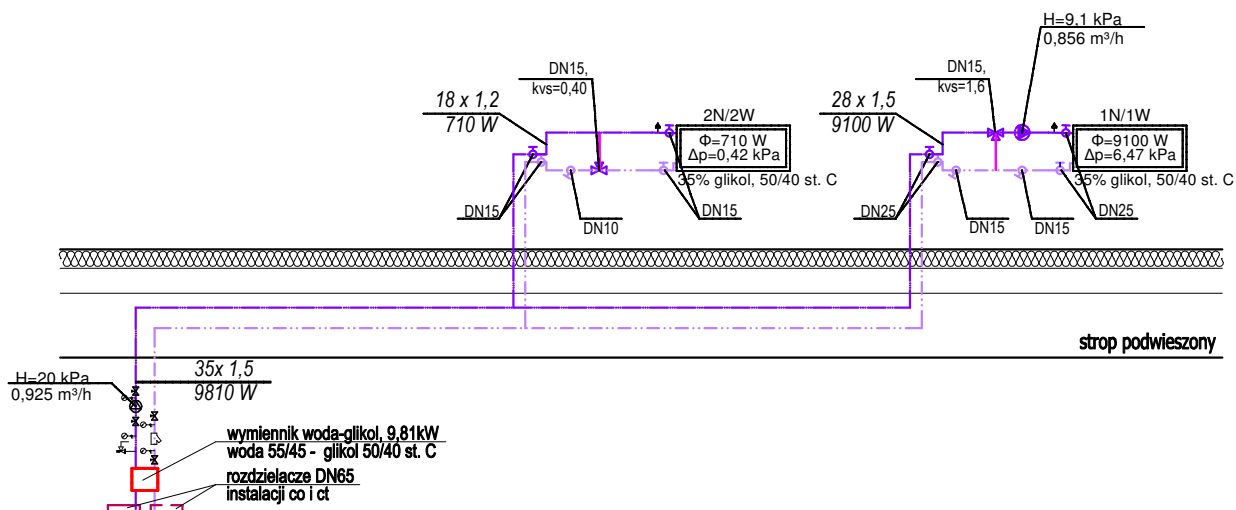 H=9.1 kPa
0,856 m³/h
DN15,
kvs=0,40
DN15,
kvs=1,6
18 x 1,2
710 W
2N/2W
Φ=710 W
Δp=0,42 kPa
35% glikol, 50/40 st. C
28 x 1,5
9100 W
1N/1W
Φ=9100 W
Δp=6,47 kPa
35% glikol, 50/40 st. C
DN15
DN10
DN15
DN25
DN15
DN15
DN25
strop podwieszony
H=20 kPa
0,925 m³/h
35x 1,5
9810 W
wymiennik woda-glikol, 9,81kW
woda 55/45 - glikol 50/40 st. C
rozdzielacze DN65
instalacji co i ct